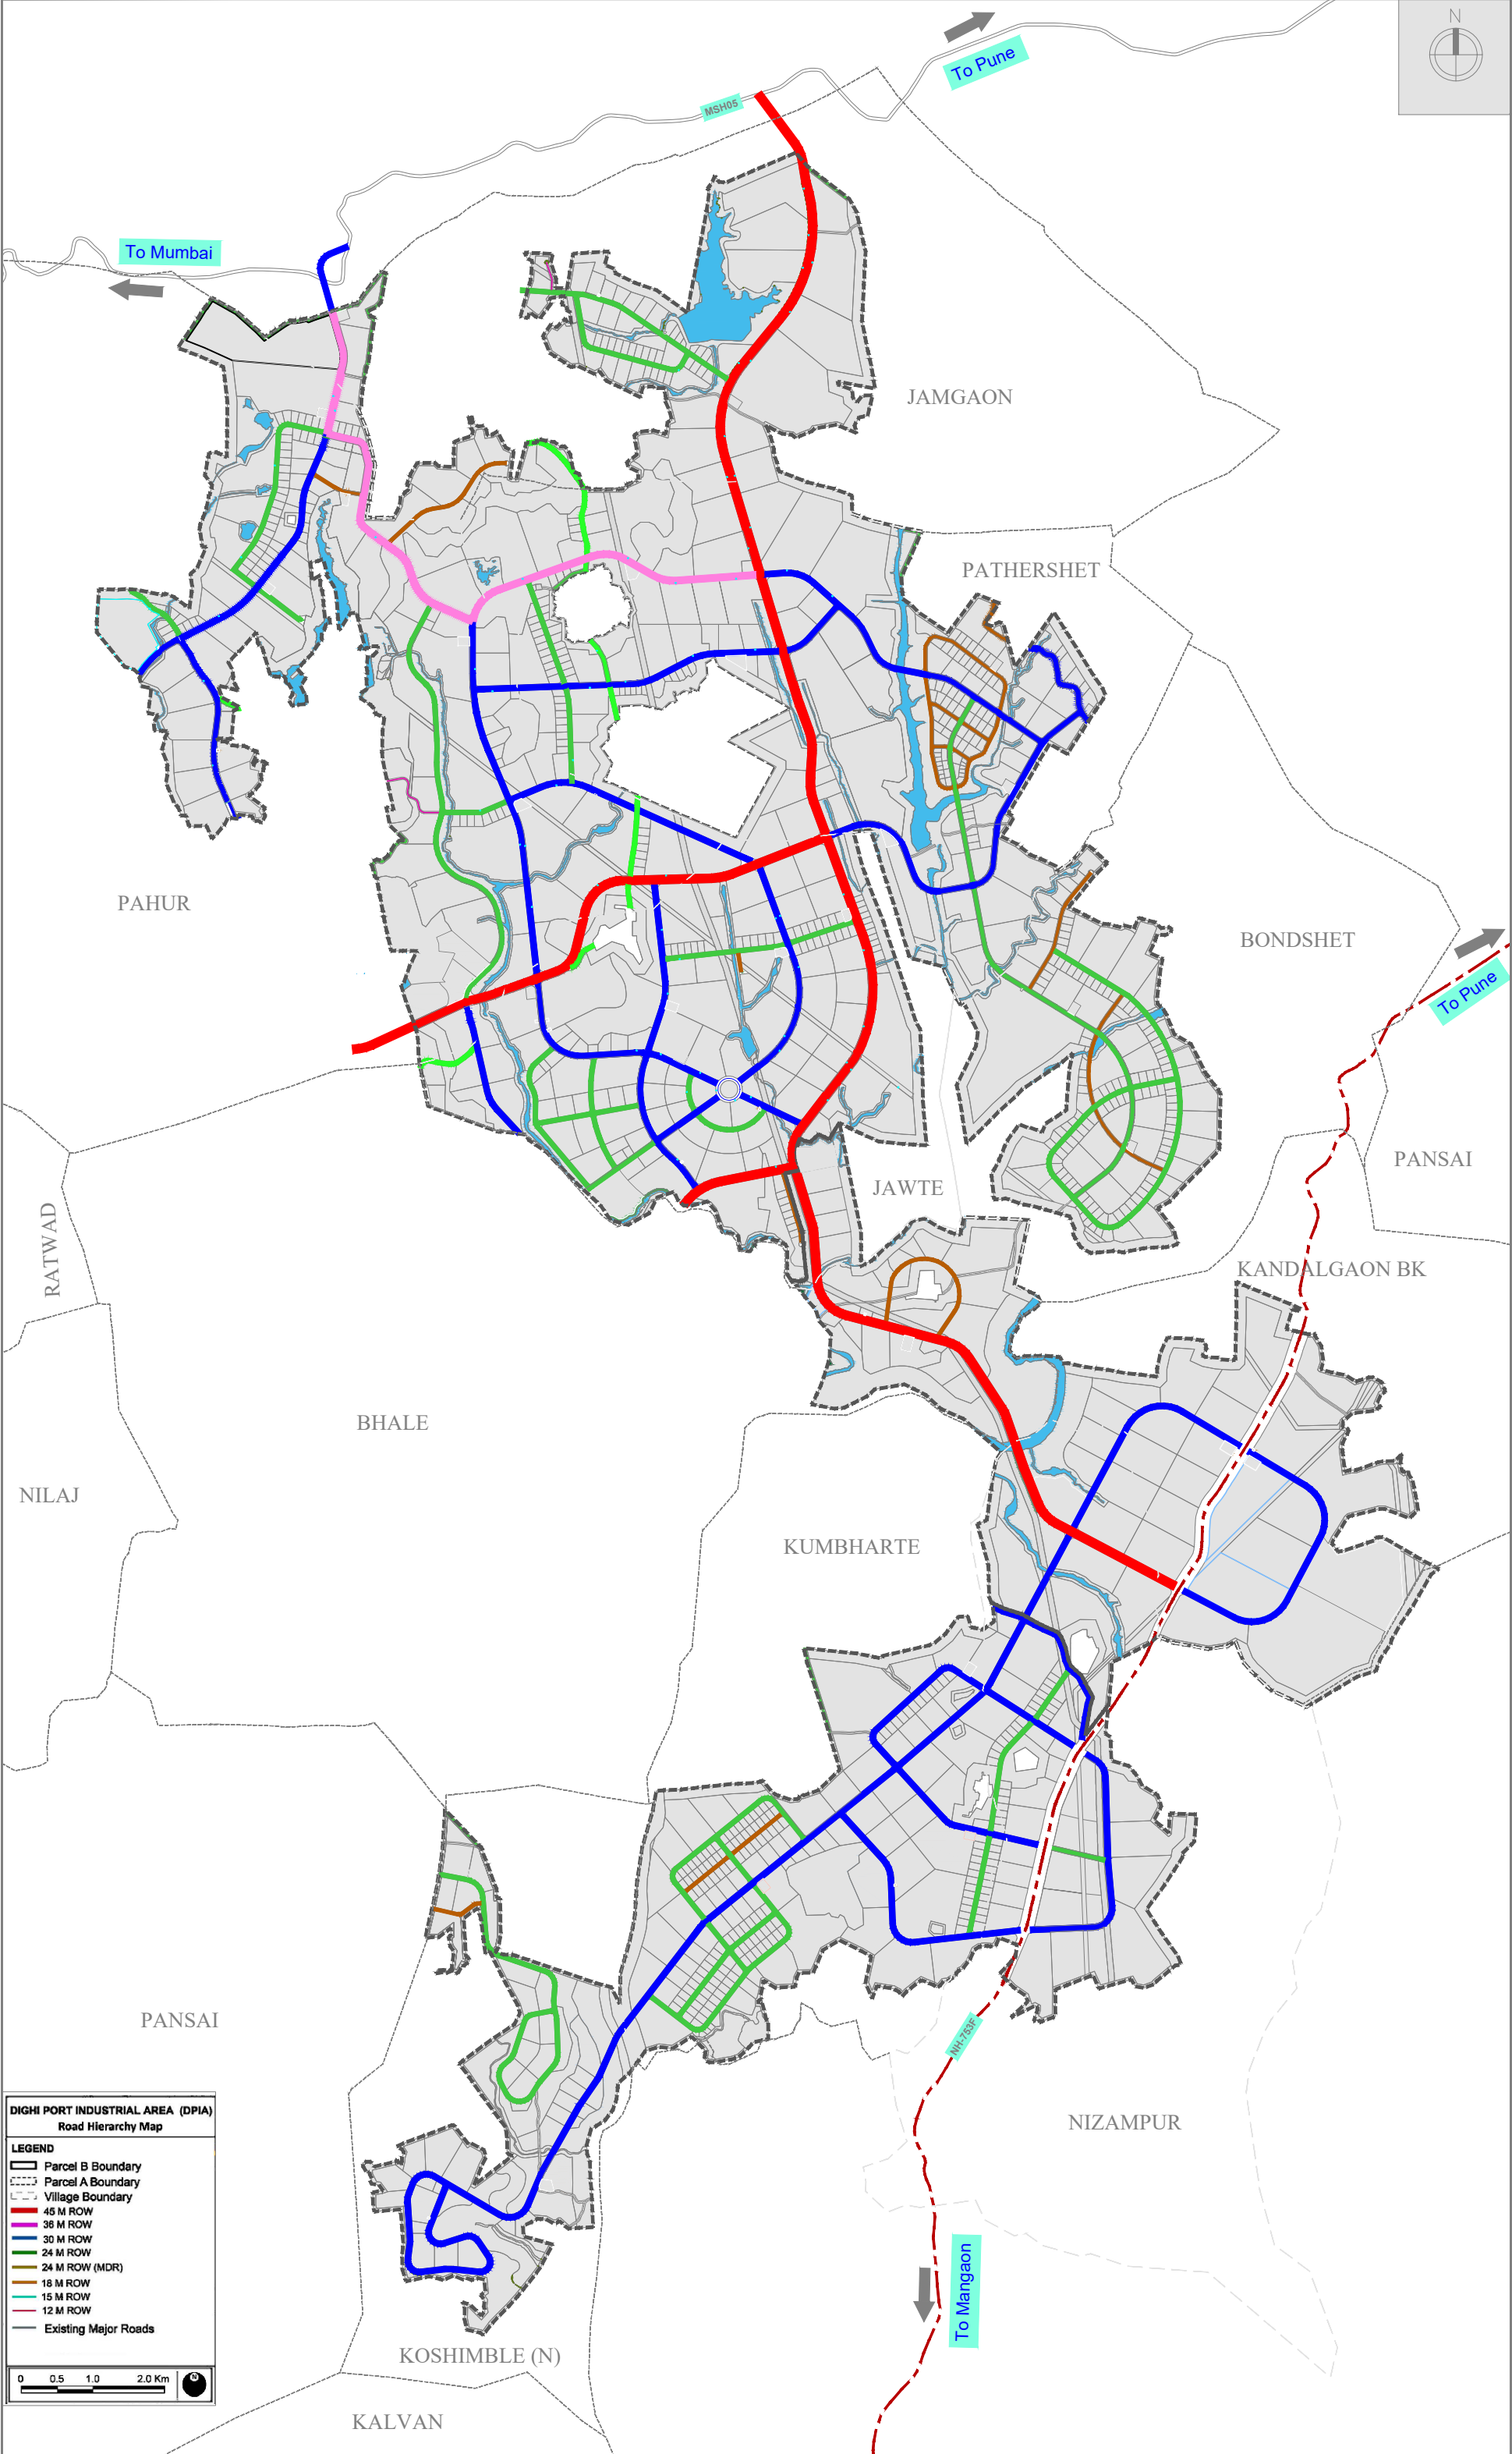 N
To Pune
MSH05
To Mumbai
JAMGAON
PATHERSHET
PAHUR
BONDSHET
To Pune
PANSAI
JAWTE
RATWAD
KANDALGAON BK
BHALE
NILAJ
KUMBHARTE
PANSAI
NH-753F
NIZAMPUR
To Mangaon
KOSHIMBLE (N)
KALVAN
DIGHI PORT INDUSTRIAL AREA (DPIA)
Road Hierarchy Map
LEGEND
Parcel B Boundary
Parcel A Boundary
Village Boundary
45 M ROW
36 M ROW
30 M ROW
24 M ROW
24 M ROW (MDR)
18 M ROW
15 M ROW
12 M ROW
Existing Major Roads
0 0.5 1.0 2.0 Km
N